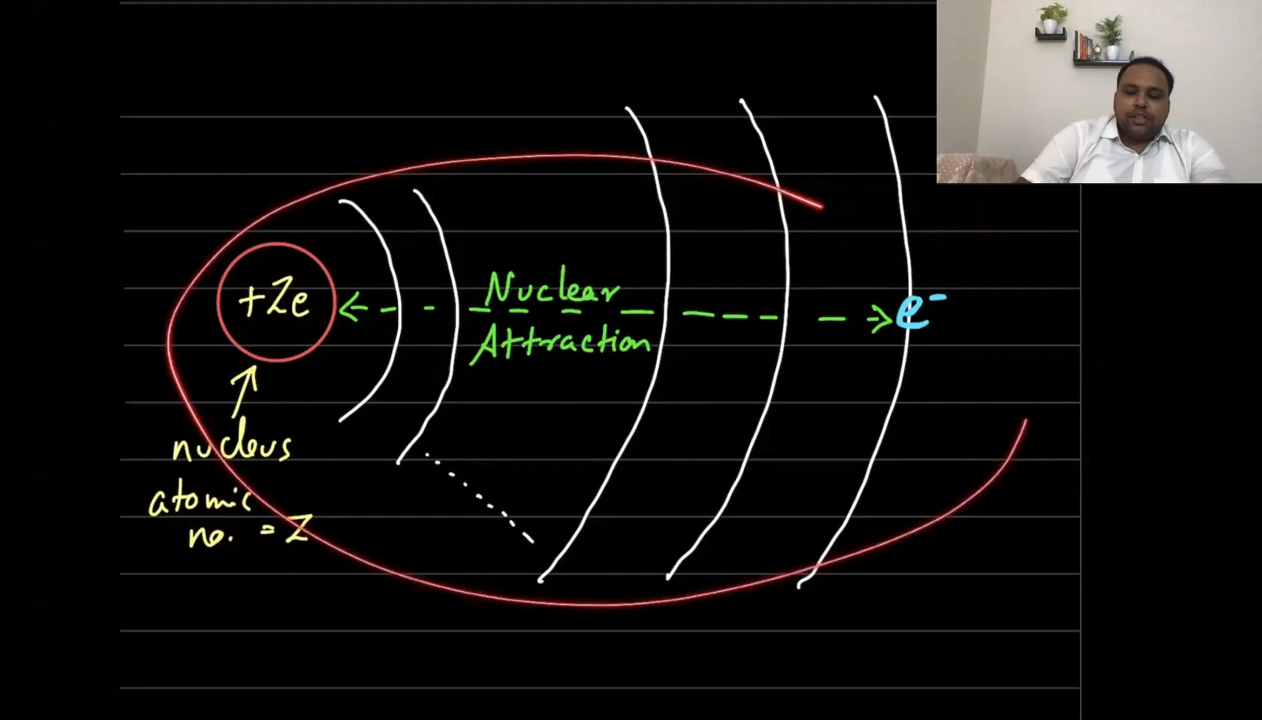 +Ze
Nuclear
Attraction
e⁻
nucleus
atomic
no. = Z